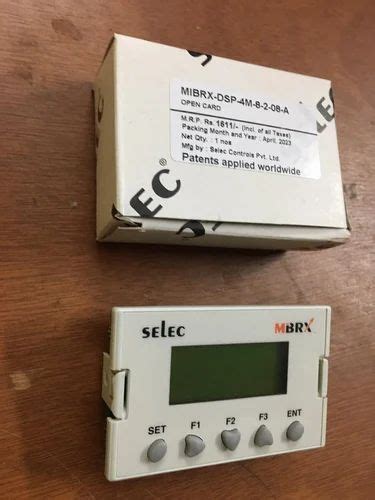 MIBRX-DSP-4M-8-2-08-A
OPEN CARD
M.R.P. Rs. 1611/- (Incl. of all Taxes)
Packing Month and Year : April, 2023
Net Qty. : 1 nos
Mfg by : Selec Controls Pvt. Ltd.
Patents applied worldwide
SELEC
selec
MBRX
SET F1 F2 F3 ENT